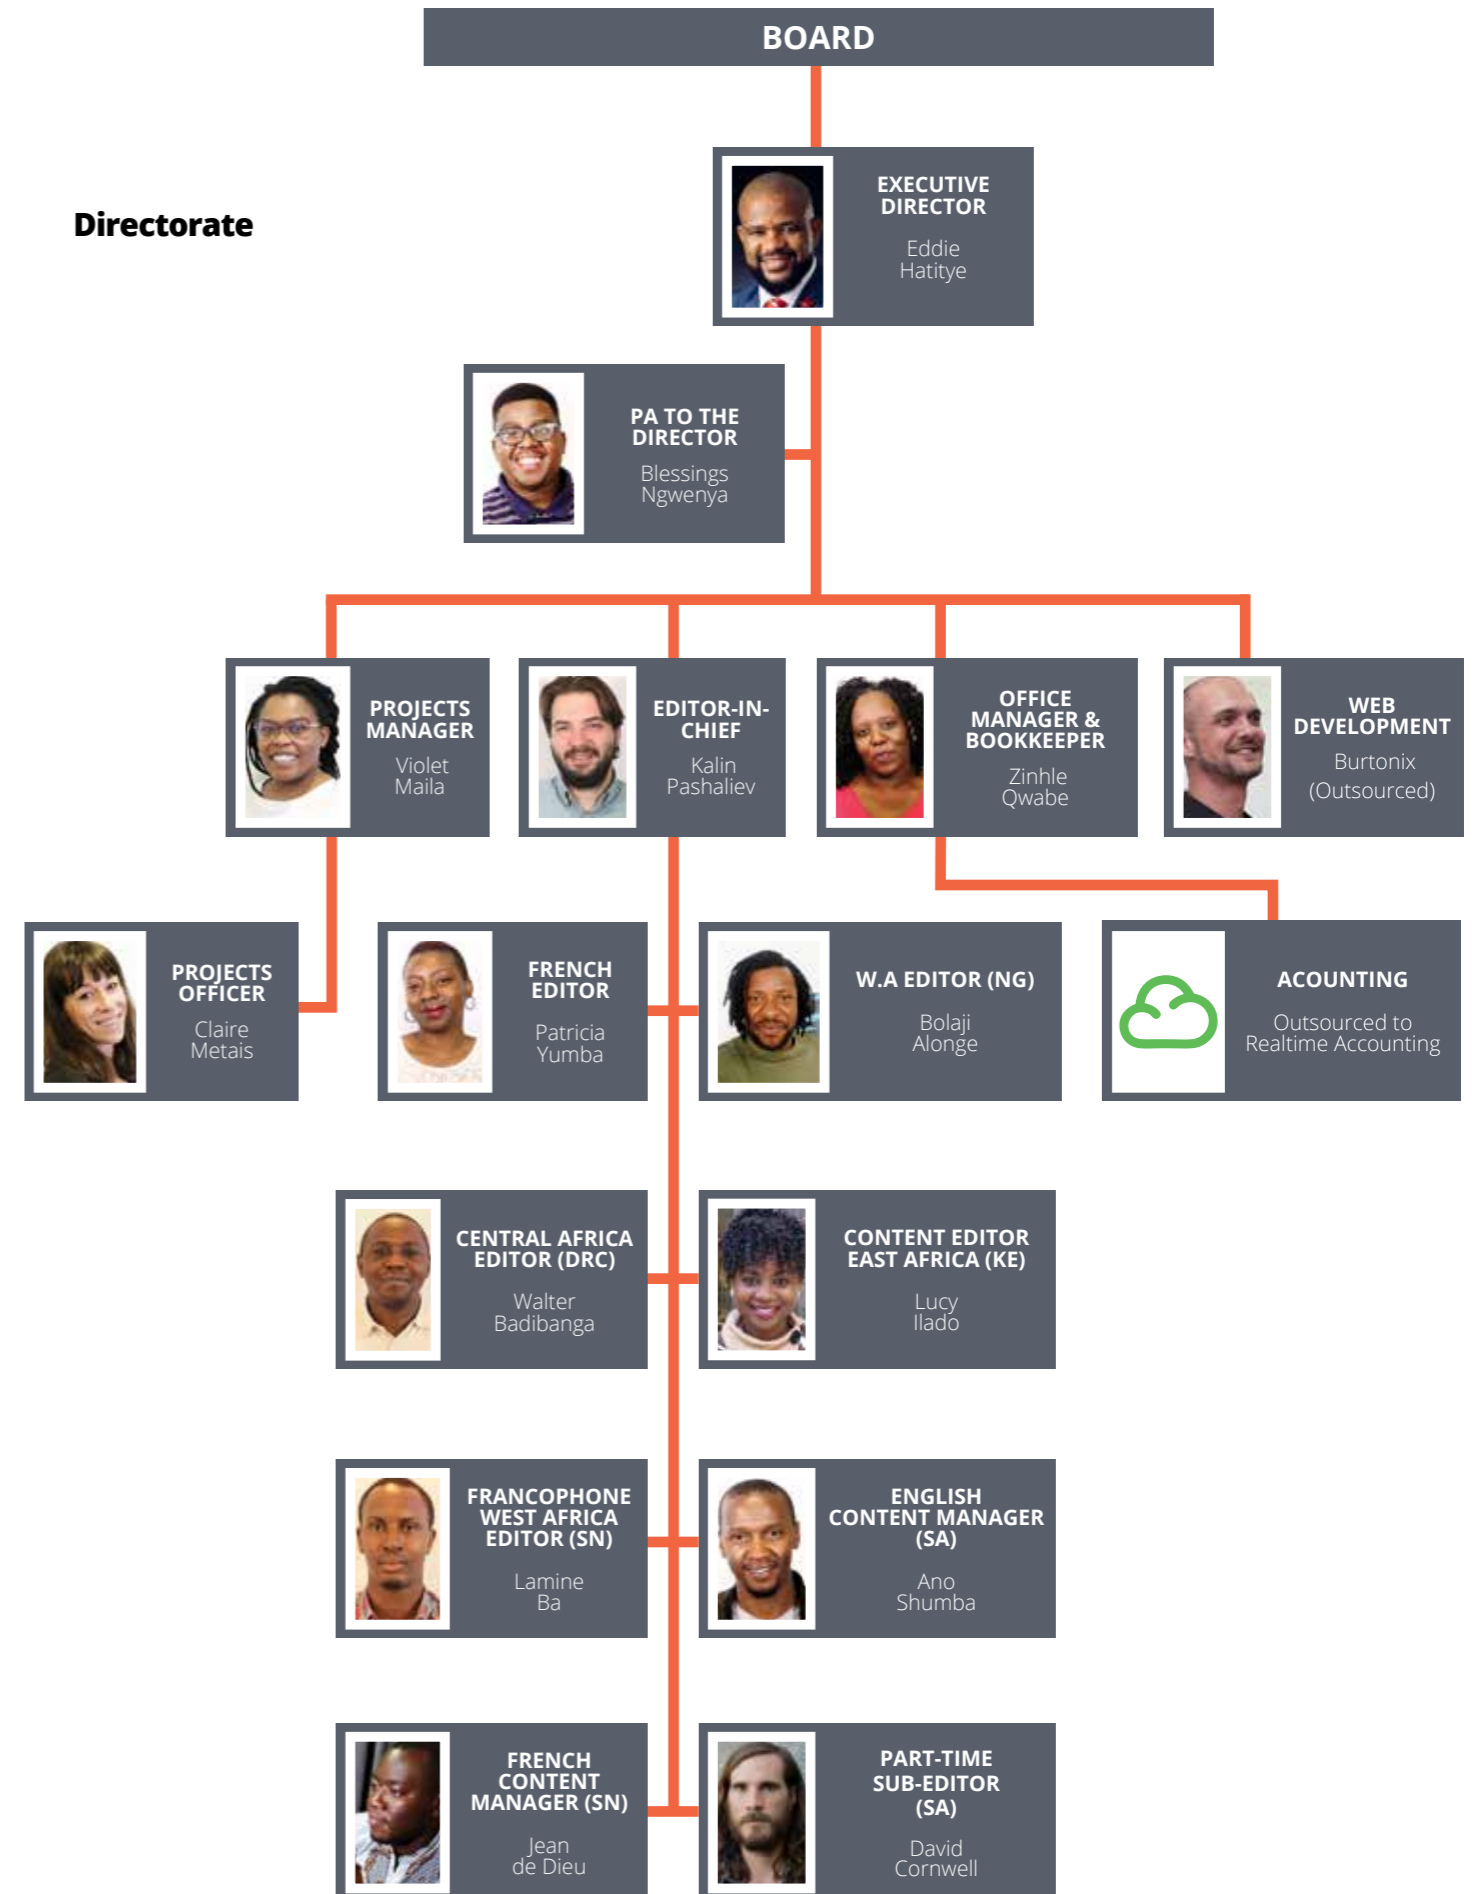 BOARD
Directorate
EXECUTIVE
DIRECTOR
Eddie
Hatitye
PA TO THE
DIRECTOR
Blessings
Ngwenya
PROJECTS
MANAGER
Violet
Maila
EDITOR-IN-
CHIEF
Kalin
Pashaliev
OFFICE
MANAGER &
BOOKKEEPER
Zinhle
Qwabe
WEB
DEVELOPMENT
Burtonix
(Outsourced)
PROJECTS
OFFICER
Claire
Metais
FRENCH
EDITOR
Patricia
Yumba
W.A EDITOR (NG)
Bolaji
Alonge
ACOUNTING
Outsourced to
Realtime Accounting
CENTRAL AFRICA
EDITOR (DRC)
Walter
Badibanga
CONTENT EDITOR
EAST AFRICA (KE)
Lucy
Ilado
FRANCOPHONE
WEST AFRICA
EDITOR (SN)
Lamine
Ba
ENGLISH
CONTENT MANAGER
(SA)
Ano
Shumba
FRENCH
CONTENT
MANAGER (SN)
Jean
de Dieu
PART-TIME
SUB-EDITOR
(SA)
David
Cornwell